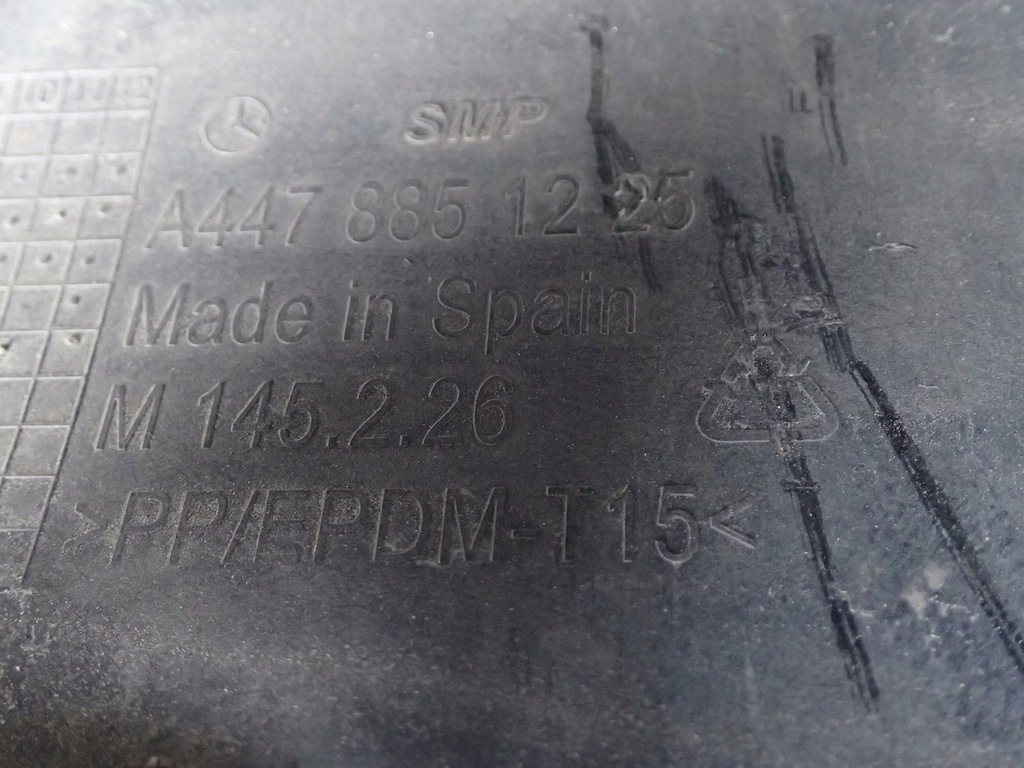 SMP
A447 885 12 25
Made in Spain
M 145.2.26
>PP/EPDM-T15<